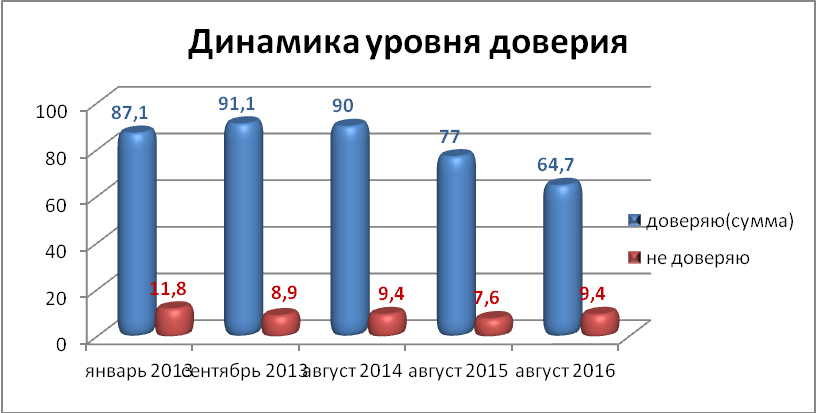 Динамика уровня доверия
100
80
60
40
20
0
87,1
91,1
90
77
64,7
11,8
8,9
9,4
7,6
9,4
январь 2013
сентябрь 2013
август 2014
август 2015
август 2016
доверяю(сумма)
не доверяю